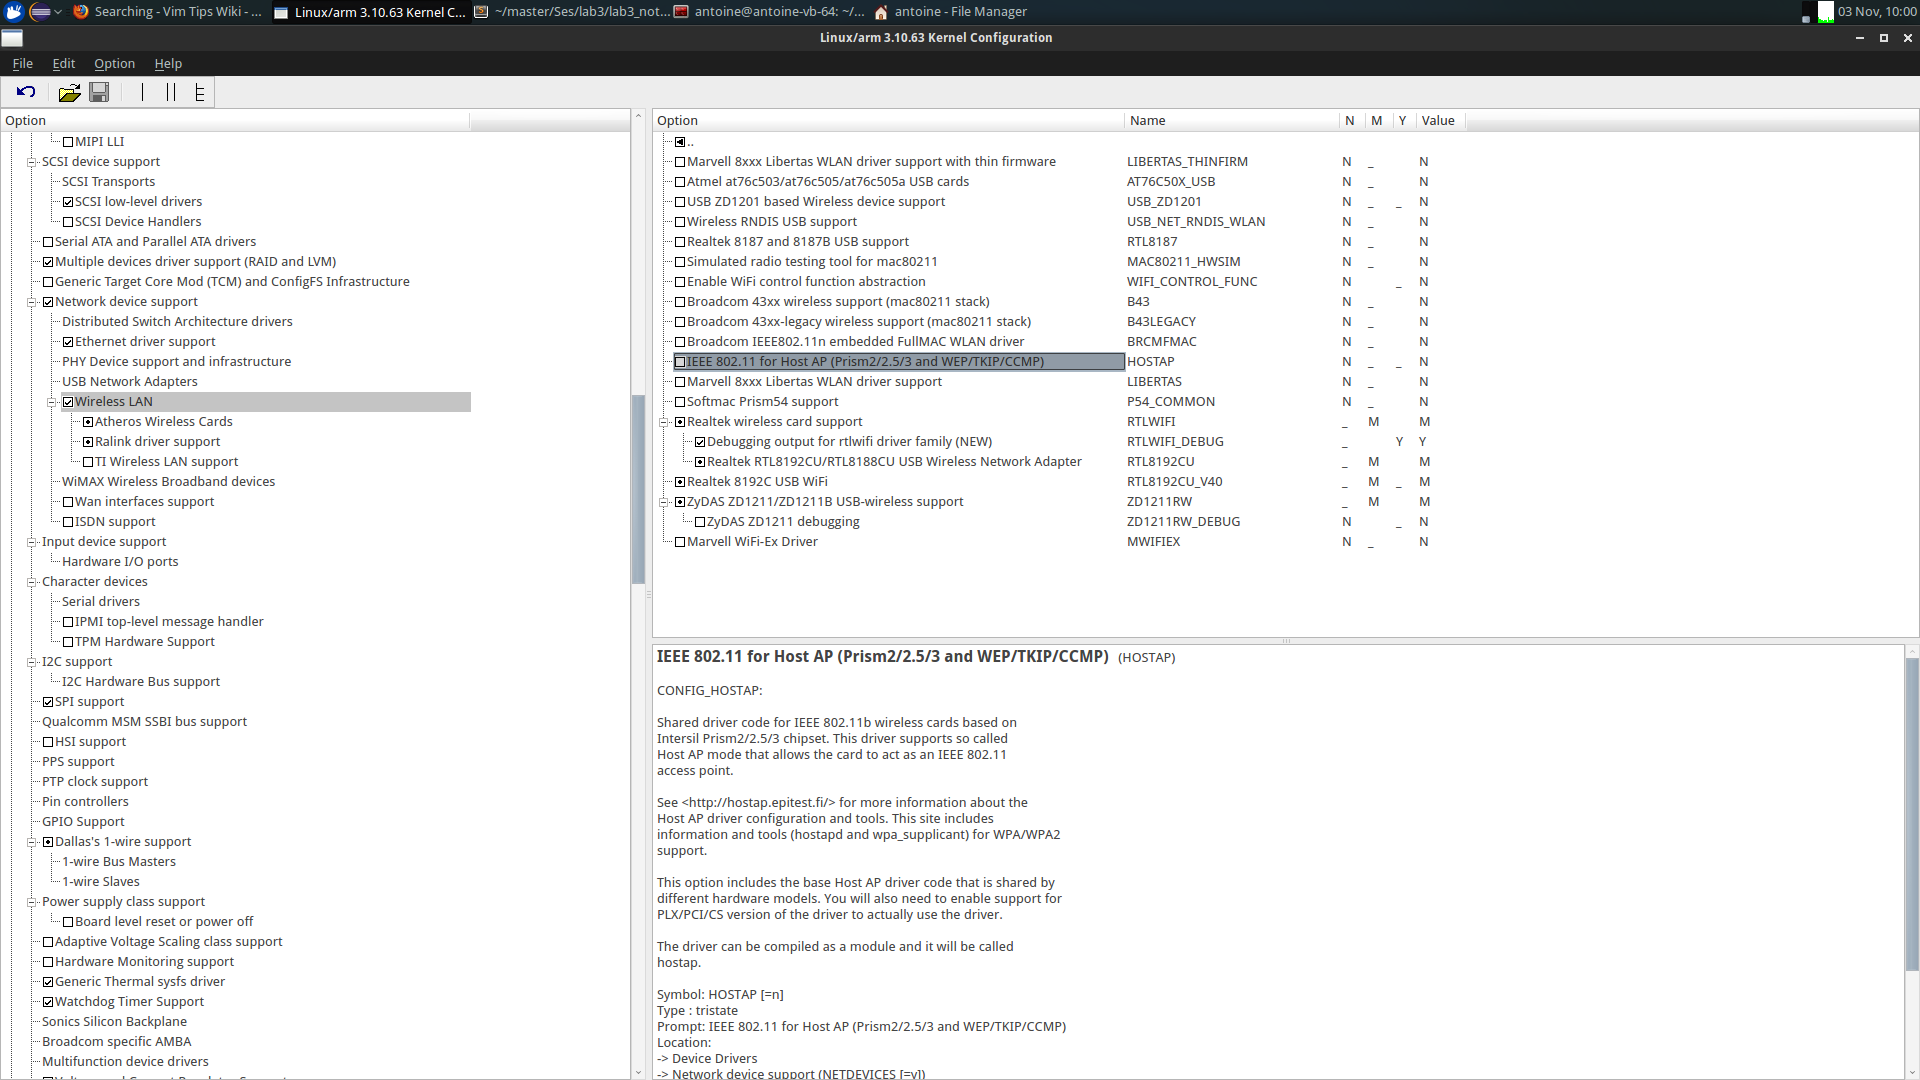 Searching - Vim Tips Wiki - ...
Linux/arm 3.10.63 Kernel C...
~/master/Ses/lab3/lab3_not...
antoine@antoine-vb-64: ~/...
antoine - File Manager
03 Nov, 10:00
Linux/arm 3.10.63 Kernel Configuration
File Edit Option Help
Option
MIPI LLI
SCSI device support
SCSI Transports
SCSI low-level drivers
SCSI Device Handlers
Serial ATA and Parallel ATA drivers
Multiple devices driver support (RAID and LVM)
Generic Target Core Mod (TCM) and ConfigFS Infrastructure
Network device support
Distributed Switch Architecture drivers
Ethernet driver support
PHY Device support and infrastructure
USB Network Adapters
Wireless LAN
Atheros Wireless Cards
Ralink driver support
TI Wireless LAN support
WiMAX Wireless Broadband devices
Wan interfaces support
ISDN support
Input device support
Hardware I/O ports
Character devices
Serial drivers
IPMI top-level message handler
TPM Hardware Support
I2C support
I2C Hardware Bus support
SPI support
Qualcomm MSM SSBI bus support
HSI support
PPS support
PTP clock support
Pin controllers
GPIO Support
Dallas's 1-wire support
1-wire Bus Masters
1-wire Slaves
Power supply class support
Board level reset or power off
Adaptive Voltage Scaling class support
Hardware Monitoring support
Generic Thermal sysfs driver
Watchdog Timer Support
Sonics Silicon Backplane
Broadcom specific AMBA
Multifunction device drivers
Option Name N M Y Value
..
Marvell 8xxx Libertas WLAN driver support with thin firmware LIBERTAS_THINFIRM N _ N
Atmel at76c503/at76c505/at76c505a USB cards AT76C50X_USB N _ N
USB ZD1201 based Wireless device support USB_ZD1201 N _ _ N
Wireless RNDIS USB support USB_NET_RNDIS_WLAN N _ N
Realtek 8187 and 8187B USB support RTL8187 N _ N
Simulated radio testing tool for mac80211 MAC80211_HWSIM N _ N
Enable WiFi control function abstraction WIFI_CONTROL_FUNC N _ N
Broadcom 43xx wireless support (mac80211 stack) B43 N _ N
Broadcom 43xx-legacy wireless support (mac80211 stack) B43LEGACY N _ N
Broadcom IEEE802.11n embedded FullMAC WLAN driver BRCMFMAC N _ N
IEEE 802.11 for Host AP (Prism2/2.5/3 and WEP/TKIP/CCMP) HOSTAP N _ _ N
Marvell 8xxx Libertas WLAN driver support LIBERTAS N _ N
Softmac Prism54 support P54_COMMON N _ N
Realtek wireless card support RTLWIFI _ M M
Debugging output for rtlwifi driver family (NEW) RTLWIFI_DEBUG _ Y Y
Realtek RTL8192CU/RTL8188CU USB Wireless Network Adapter RTL8192CU _ M M
Realtek 8192C USB WiFi RTL8192CU_V40 _ M _ M
ZyDAS ZD1211/ZD1211B USB-wireless support ZD1211RW _ M M
ZyDAS ZD1211 debugging ZD1211RW_DEBUG N _ N
Marvell WiFi-Ex Driver MWIFIEX N _ N
IEEE 802.11 for Host AP (Prism2/2.5/3 and WEP/TKIP/CCMP) (HOSTAP)
CONFIG_HOSTAP:
Shared driver code for IEEE 802.11b wireless cards based on
Intersil Prism2/2.5/3 chipset. This driver supports so called
Host AP mode that allows the card to act as an IEEE 802.11
access point.
See <http://hostap.epitest.fi/> for more information about the
Host AP driver configuration and tools. This site includes
information and tools (hostapd and wpa_supplicant) for WPA/WPA2
support.
This option includes the base Host AP driver code that is shared by
different hardware models. You will also need to enable support for
PLX/PCI/CS version of the driver to actually use the driver.
The driver can be compiled as a module and it will be called
hostap.
Symbol: HOSTAP [=n]
Type : tristate
Prompt: IEEE 802.11 for Host AP (Prism2/2.5/3 and WEP/TKIP/CCMP)
Location:
-> Device Drivers
-> Network device support (NETDEVICES [=y])